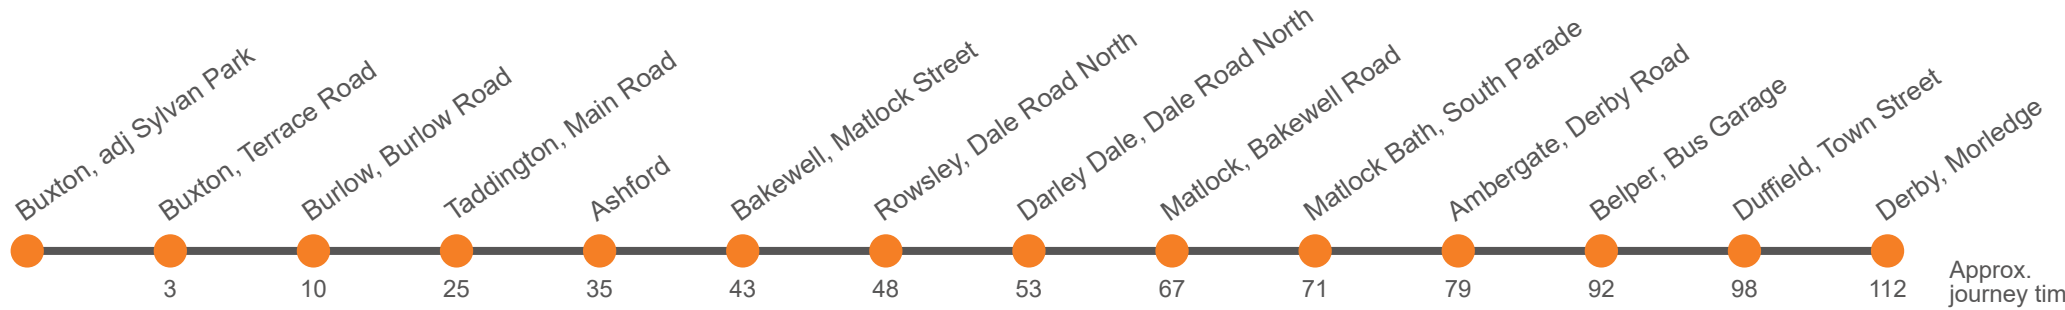 Buxton, adj Sylvan Park
Buxton, Terrace Road
Burlow, Burlow Road
Taddington, Main Road
Ashford
Bakewell, Matlock Street
Rowsley, Dale Road North
Darley Dale, Dale Road North
Matlock, Bakewell Road
Matlock Bath, South Parade
Ambergate, Derby Road
Belper, Bus Garage
Duffield, Town Street
Derby, Morledge
3 10 25 35 43 48 53 67 71 79 92 98 112
Approx.
journey tim